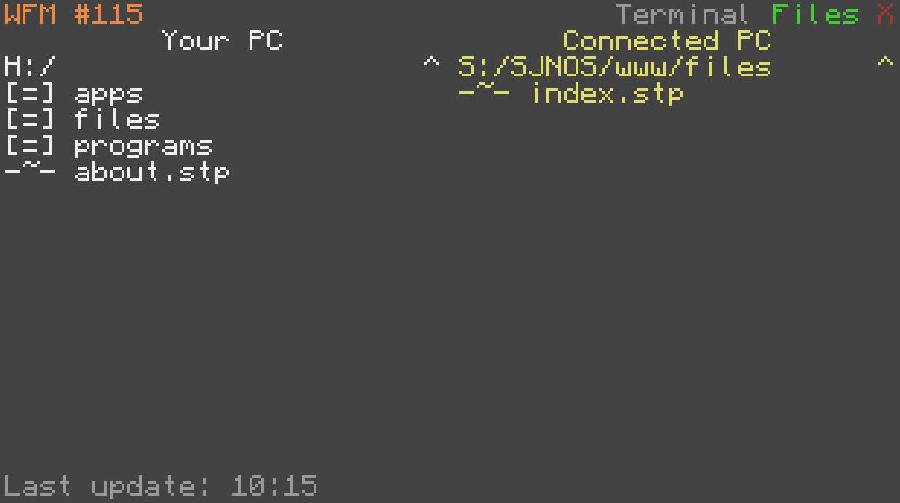 WFM #115 Terminal Files X
Your PC Connected PC
H:/ ^ S:/SJNOS/www/files ^
[=] apps -~- index.stp
[=] files
[=] programs
-~- about.stp
Last update: 10:15